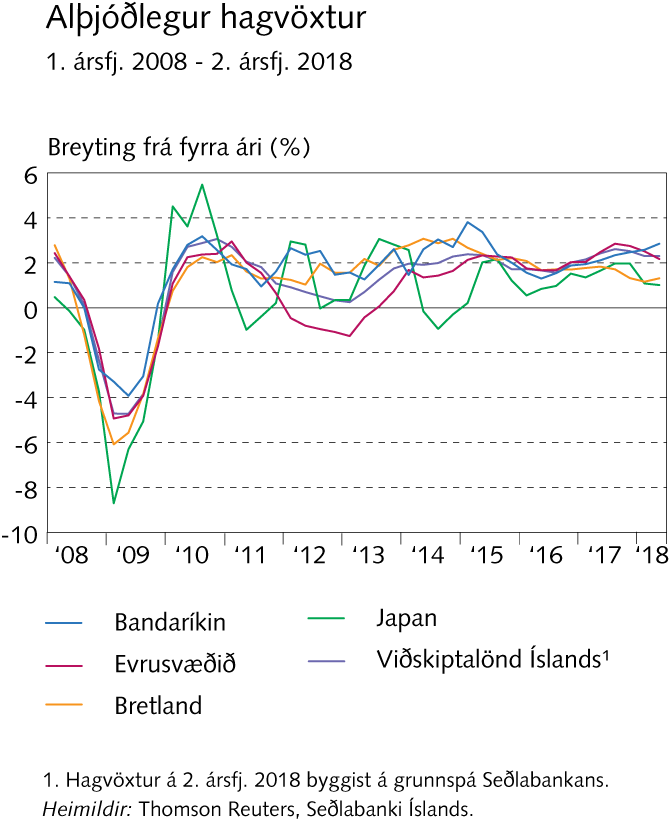 Alþjóðlegur hagvöxtur
1. ársfj. 2008 - 2. ársfj. 2018
Breyting frá fyrra ári (%)
6
4
2
0
-2
-4
-6
-8
-10
‘08 ‘09 ‘10 ‘11 ‘12 ‘13 ‘14 ‘15 ‘16 ‘17 ‘18
Bandaríkin
Evrusvæðið
Bretland
Japan
Viðskiptalönd Íslands¹
1. Hagvöxtur á 2. ársfj. 2018 byggist á grunnspá Seðlabankans.
Heimildir: Thomson Reuters, Seðlabanki Íslands.